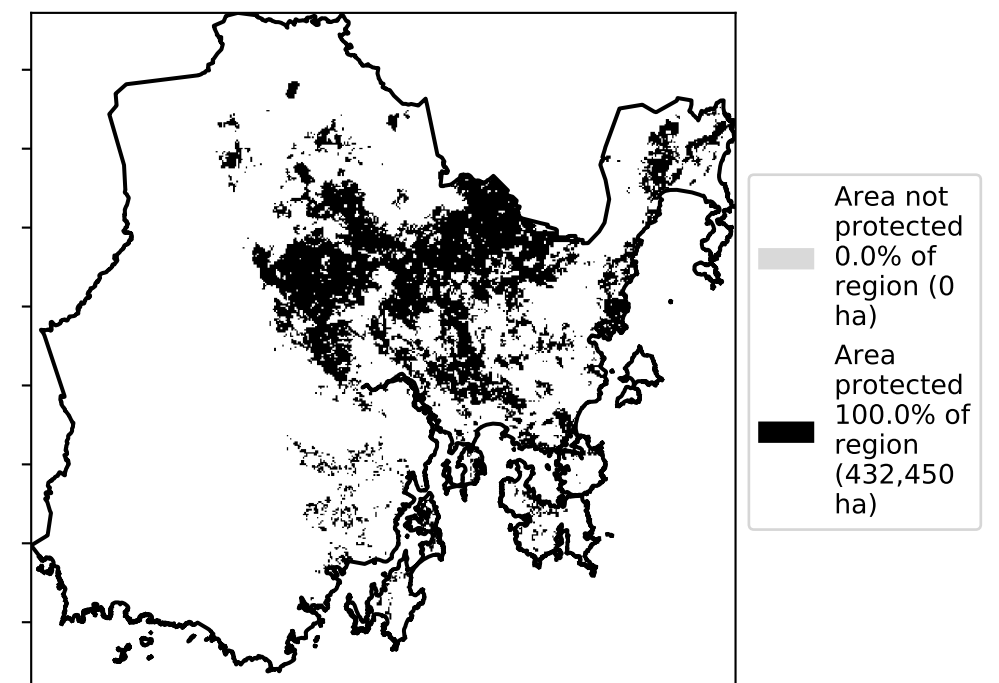 Area not
protected
0.0% of
region (0
ha)
Area
protected
100.0% of
region
(432,450
ha)